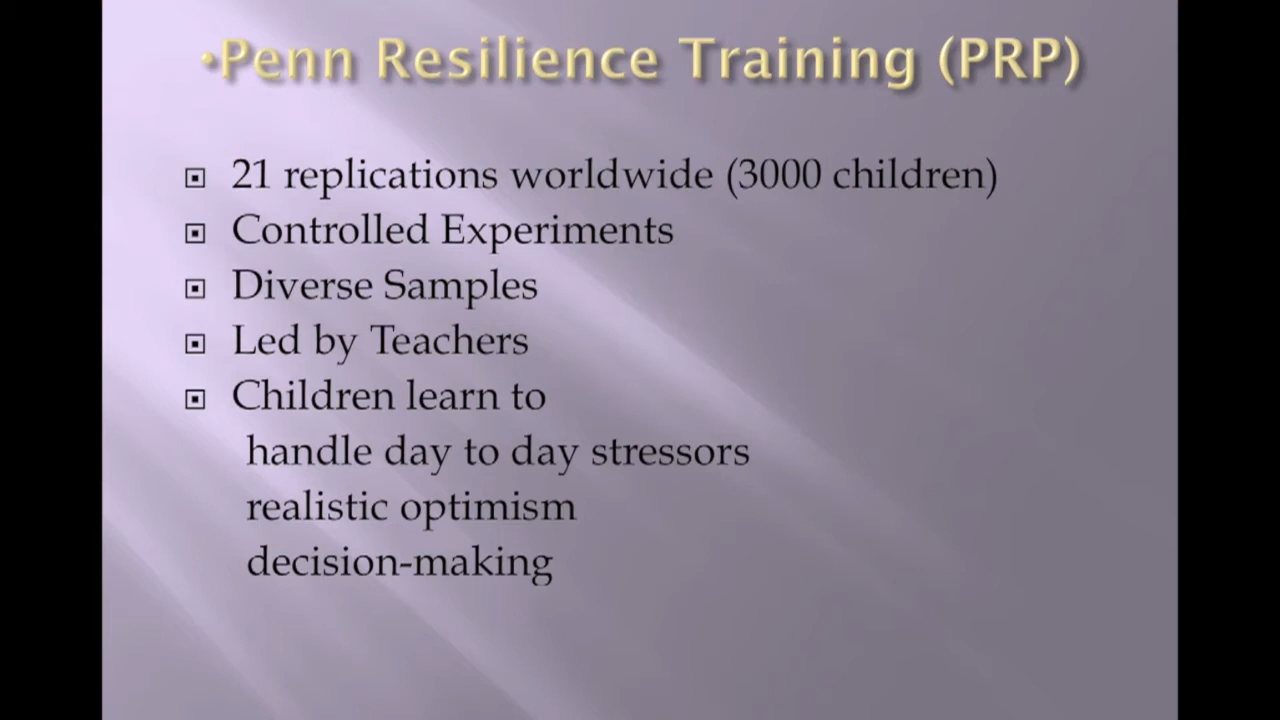 •Penn Resilience Training (PRP)
21 replications worldwide (3000 children)
Controlled Experiments
Diverse Samples
Led by Teachers
Children learn to
handle day to day stressors
realistic optimism
decision-making